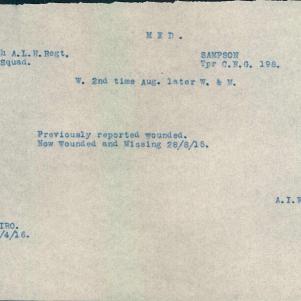 M E D.
h A.L.H.Regt. SAMPSON
Squad. Tpr C.N.G. 198.
W. 2nd time Aug. later W. & M.
Previously reported wounded.
Now Wounded and Missing 28/8/15.
A.I.F
IRO.
/4/16.